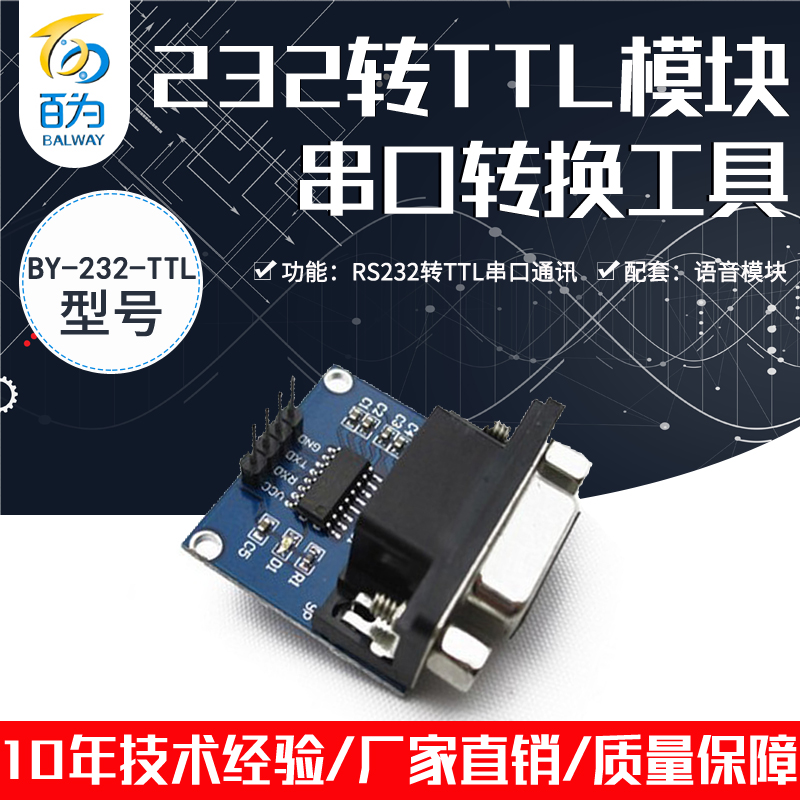 百为
BALWAY
232转TTL模块
串口转换工具
BY-232-TTL
型号
功能：RS232转TTL串口通讯
配套：语音模块
C1
C2
C3
C4
GND
TXD
RXD
VCC
C5
D1
R1
10年技术经验/厂家直销/质量保障